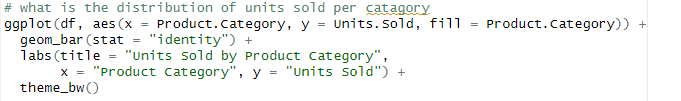 # what is the distribution of units sold per catagory
ggplot(df, aes(x = Product.Category, y = Units.Sold, fill = Product.Category)) +
  geom_bar(stat = "identity") +
  labs(title = "Units Sold by Product Category",
       x = "Product Category", y = "Units Sold") +
  theme_bw()